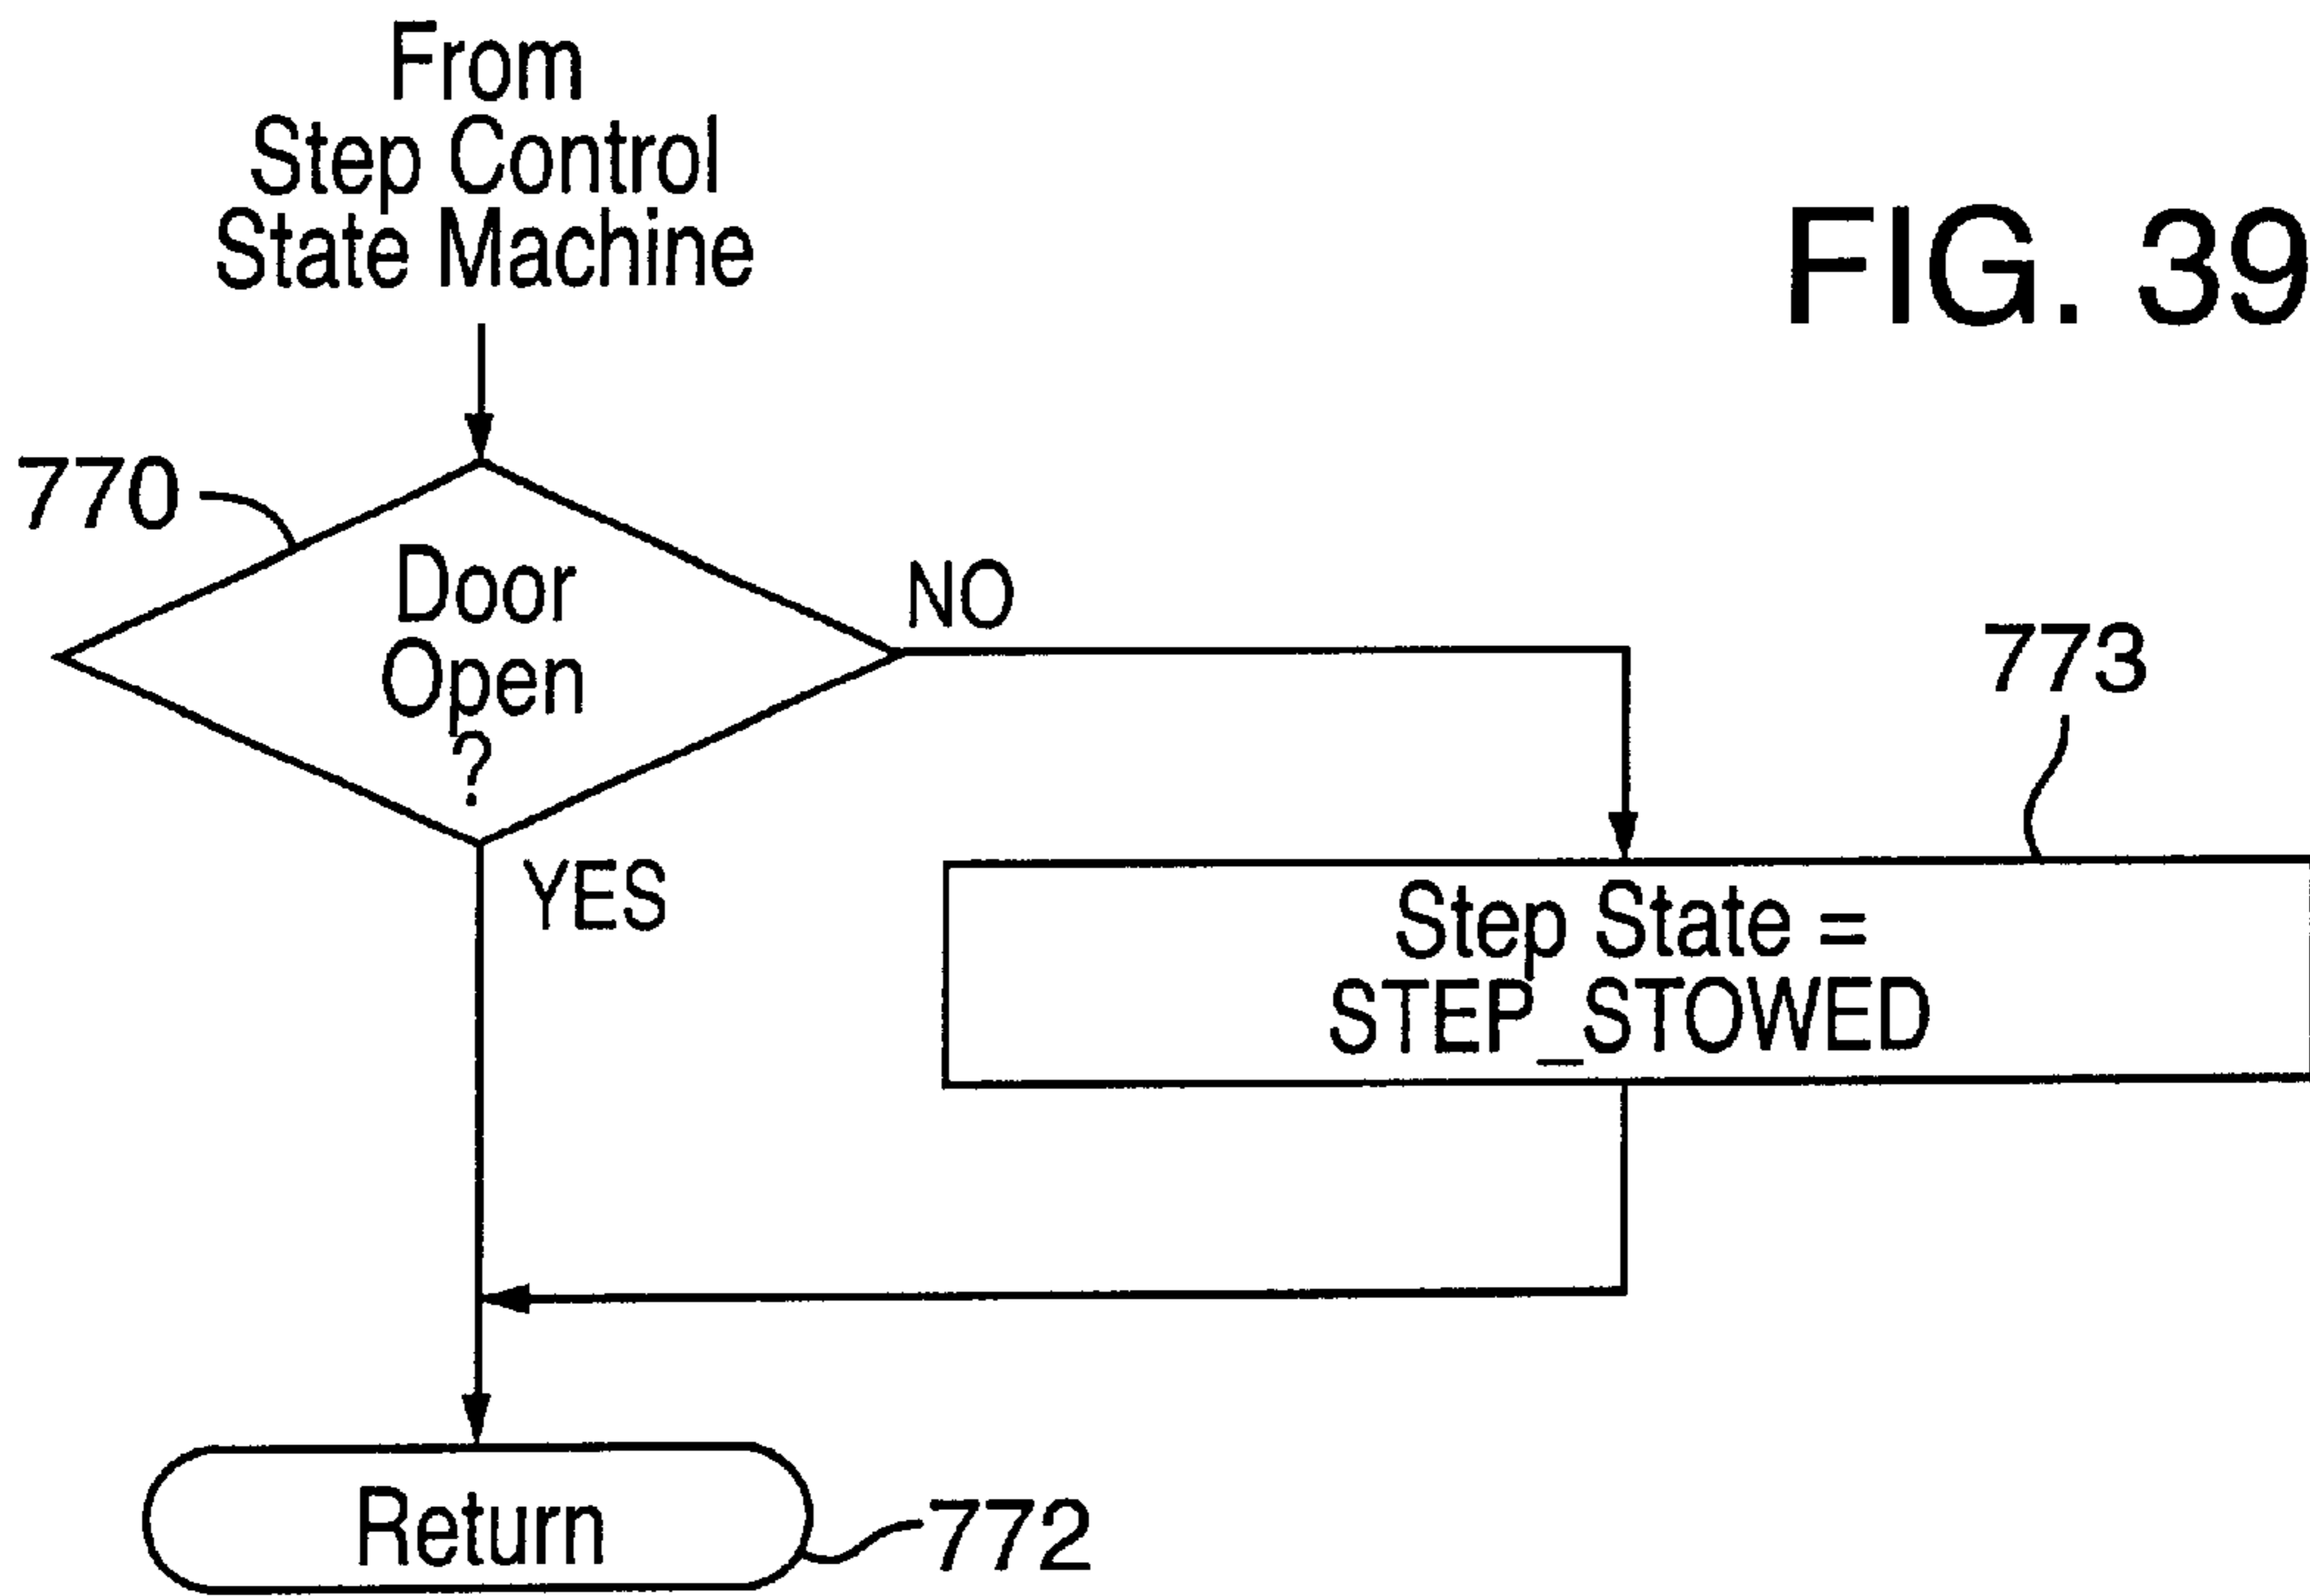 From
Step Control
State Machine
FIG. 39
770
Door
Open
?
NO
YES
773
Step State =
STEP_STOWED
Return
772